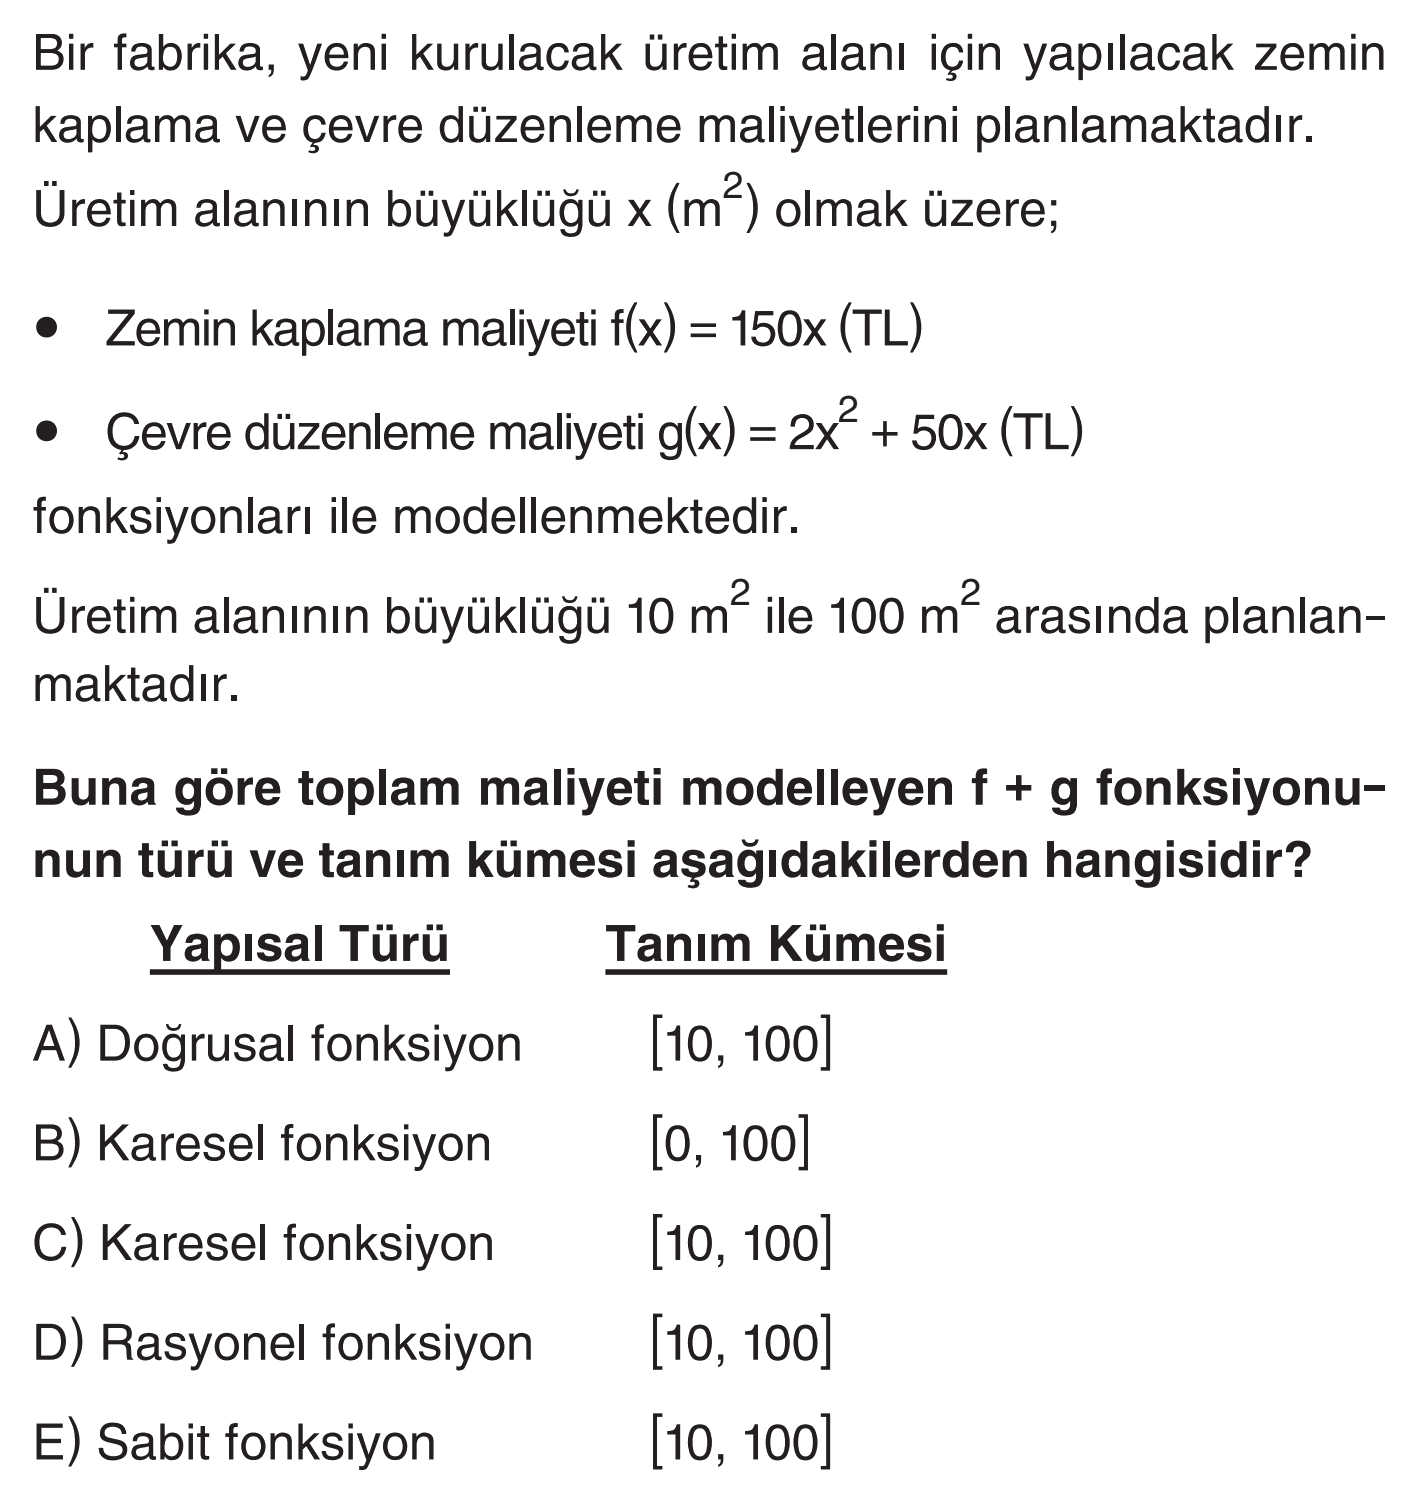 Bir fabrika, yeni kurulacak üretim alanı için yapılacak zemin
kaplama ve çevre düzenleme maliyetlerini planlamaktadır.
Üretim alanının büyüklüğü x (m²) olmak üzere;
• Zemin kaplama maliyeti f(x) = 150x (TL)
• Çevre düzenleme maliyeti g(x) = 2x² + 50x (TL)
fonksiyonları ile modellenmektedir.
Üretim alanının büyüklüğü 10 m² ile 100 m² arasında planlan-
maktadır.
Buna göre toplam maliyeti modelleyen f + g fonksiyonu-
nun türü ve tanım kümesi aşağıdakilerden hangisidir?
Yapısal Türü Tanım Kümesi
A) Doğrusal fonksiyon [10, 100]
B) Karesel fonksiyon [0, 100]
C) Karesel fonksiyon [10, 100]
D) Rasyonel fonksiyon [10, 100]
E) Sabit fonksiyon [10, 100]